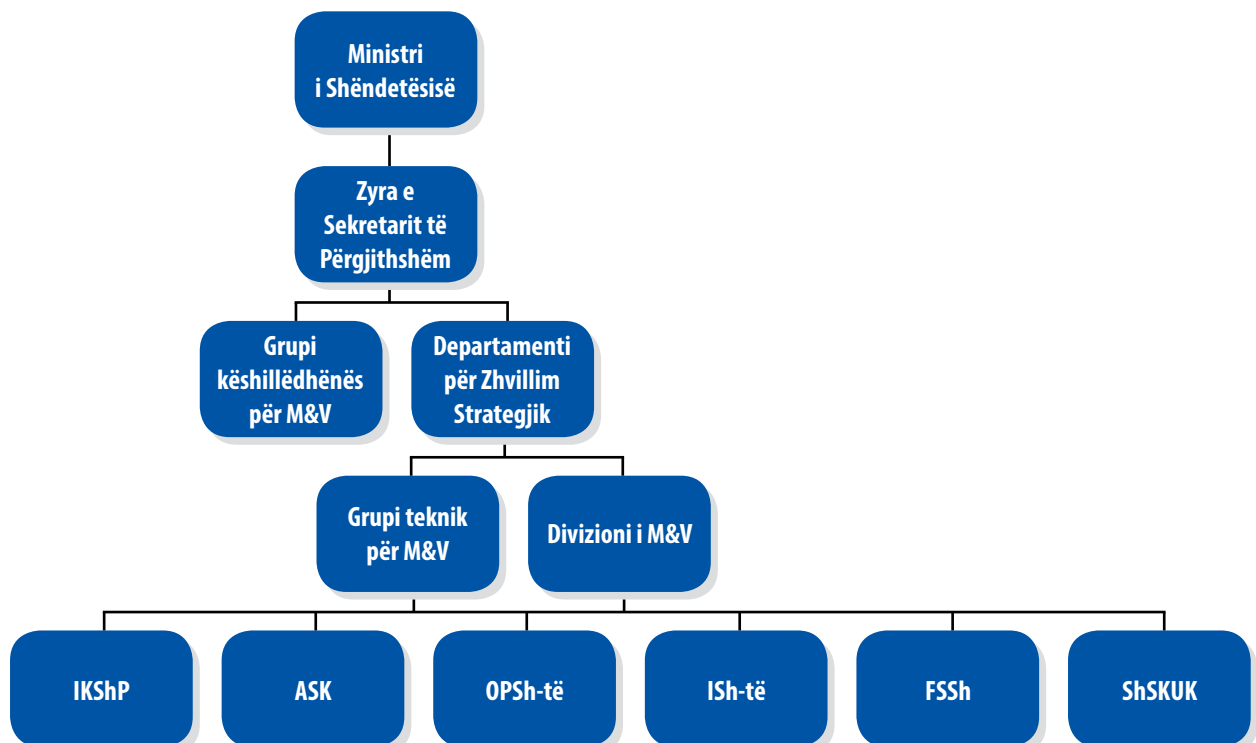 Ministri
i Shëndetësisë
Zyra e
Sekretarit të
Përgjithshëm
Grupi
këshillëdhënës
për M&V
Departamenti
për Zhvillim
Strategjik
Grupi teknik
për M&V
Divizioni i M&V
IKShP
ASK
OPSh-të
ISh-të
FSSh
ShSKUK